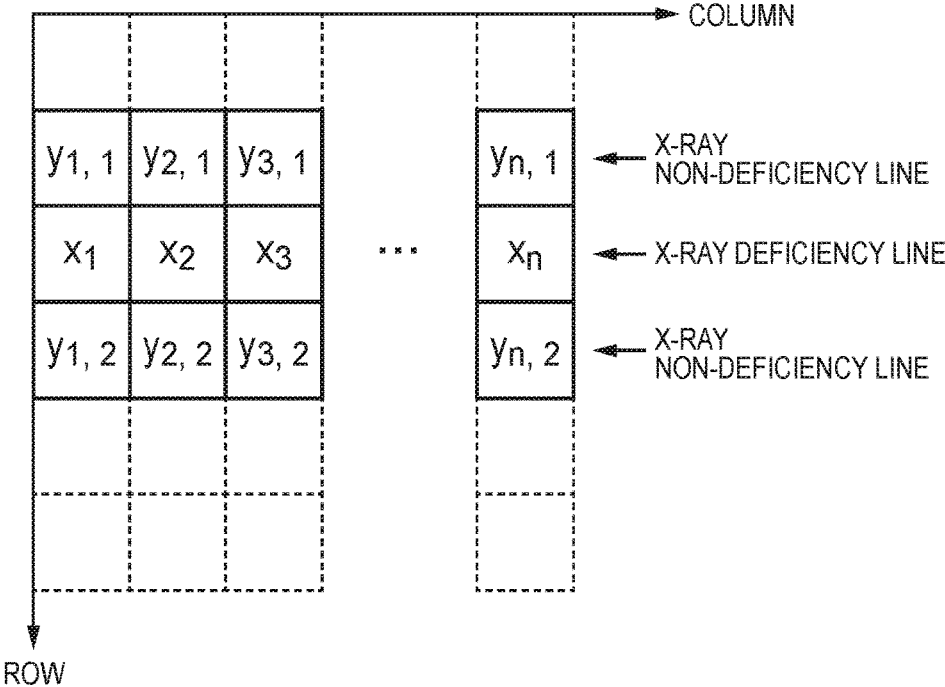 COLUMN
y1, 1 y2, 1 y3, 1 yn, 1
X-RAY
NON-DEFICIENCY LINE
x1 x2 x3 ... xn
X-RAY DEFICIENCY LINE
y1, 2 y2, 2 y3, 2 yn, 2
X-RAY
NON-DEFICIENCY LINE
ROW